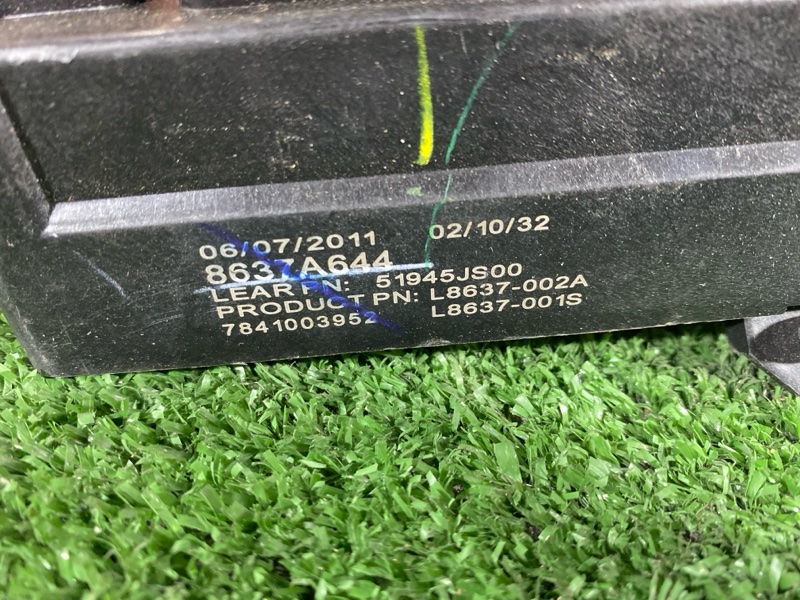 06/07/2011 02/10/32
8637A644
LEAR PN: 51945JS00
PRODUCT PN: L8637-002A
7841003952 L8637-001S